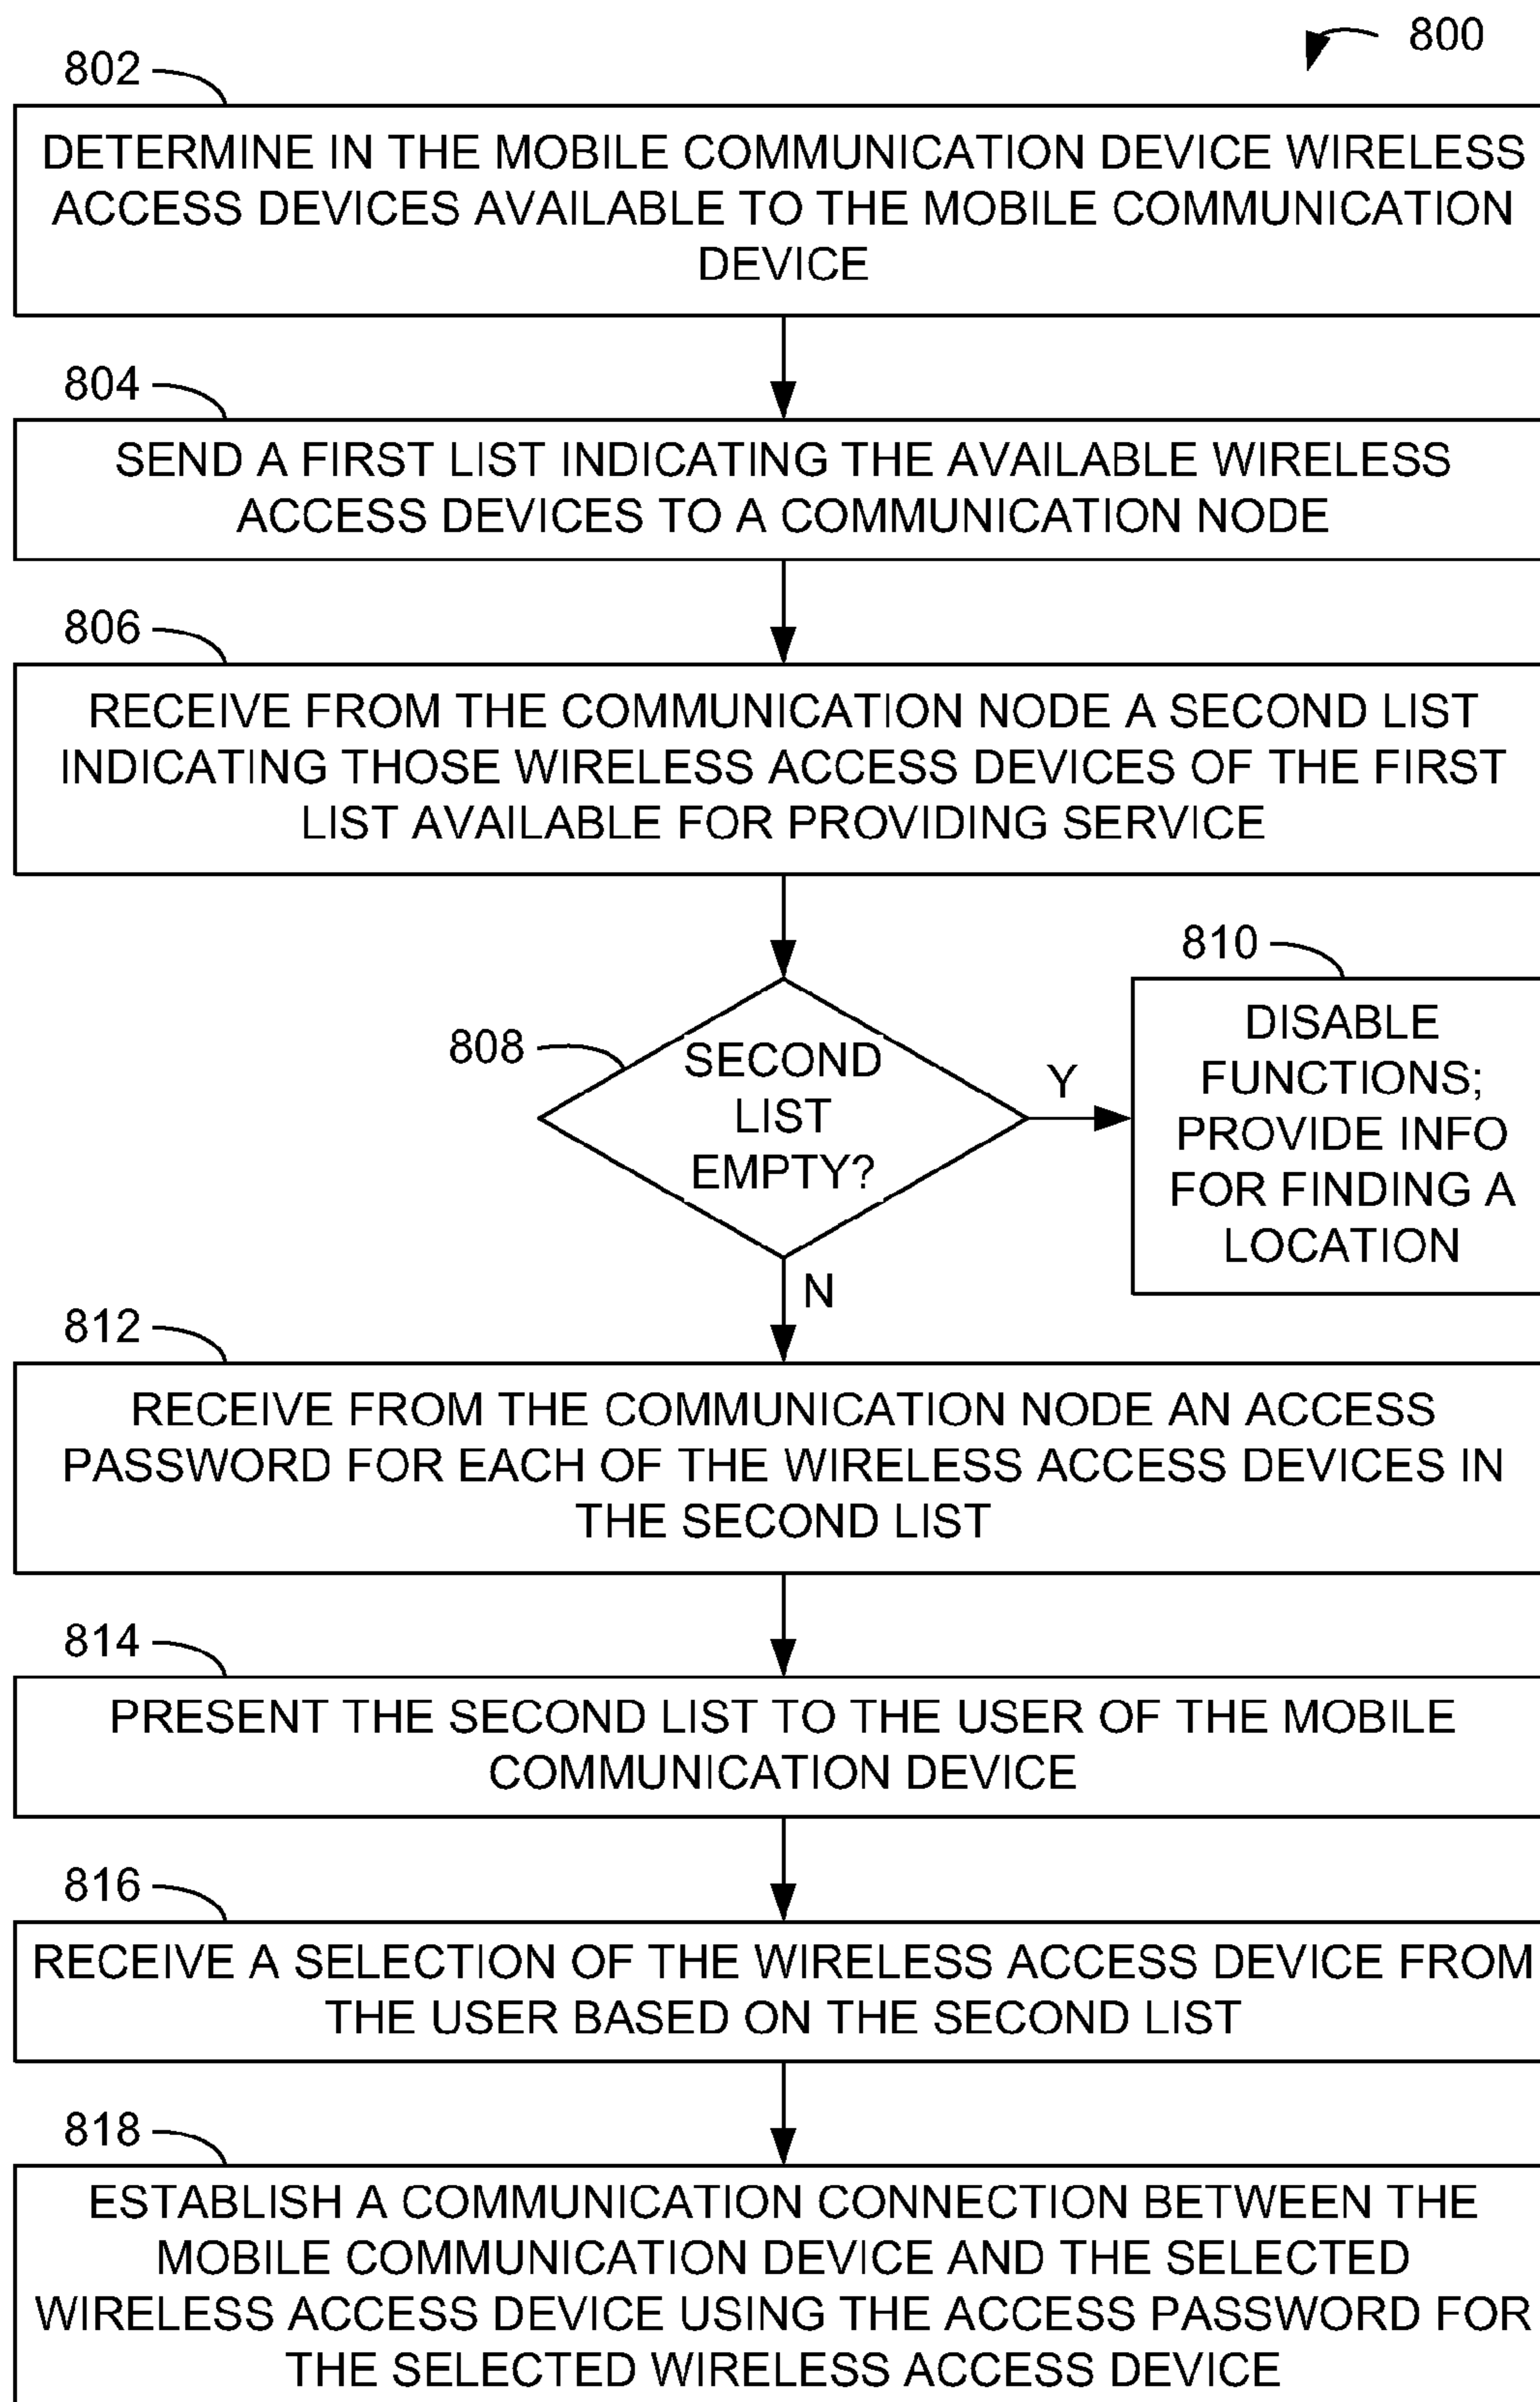 800
802
DETERMINE IN THE MOBILE COMMUNICATION DEVICE WIRELESS
ACCESS DEVICES AVAILABLE TO THE MOBILE COMMUNICATION
DEVICE
804
SEND A FIRST LIST INDICATING THE AVAILABLE WIRELESS
ACCESS DEVICES TO A COMMUNICATION NODE
806
RECEIVE FROM THE COMMUNICATION NODE A SECOND LIST
INDICATING THOSE WIRELESS ACCESS DEVICES OF THE FIRST
LIST AVAILABLE FOR PROVIDING SERVICE
808
SECOND
LIST
EMPTY?
Y
N
810
DISABLE
FUNCTIONS;
PROVIDE INFO
FOR FINDING A
LOCATION
812
RECEIVE FROM THE COMMUNICATION NODE AN ACCESS
PASSWORD FOR EACH OF THE WIRELESS ACCESS DEVICES IN
THE SECOND LIST
814
PRESENT THE SECOND LIST TO THE USER OF THE MOBILE
COMMUNICATION DEVICE
816
RECEIVE A SELECTION OF THE WIRELESS ACCESS DEVICE FROM
THE USER BASED ON THE SECOND LIST
818
ESTABLISH A COMMUNICATION CONNECTION BETWEEN THE
MOBILE COMMUNICATION DEVICE AND THE SELECTED
WIRELESS ACCESS DEVICE USING THE ACCESS PASSWORD FOR
THE SELECTED WIRELESS ACCESS DEVICE